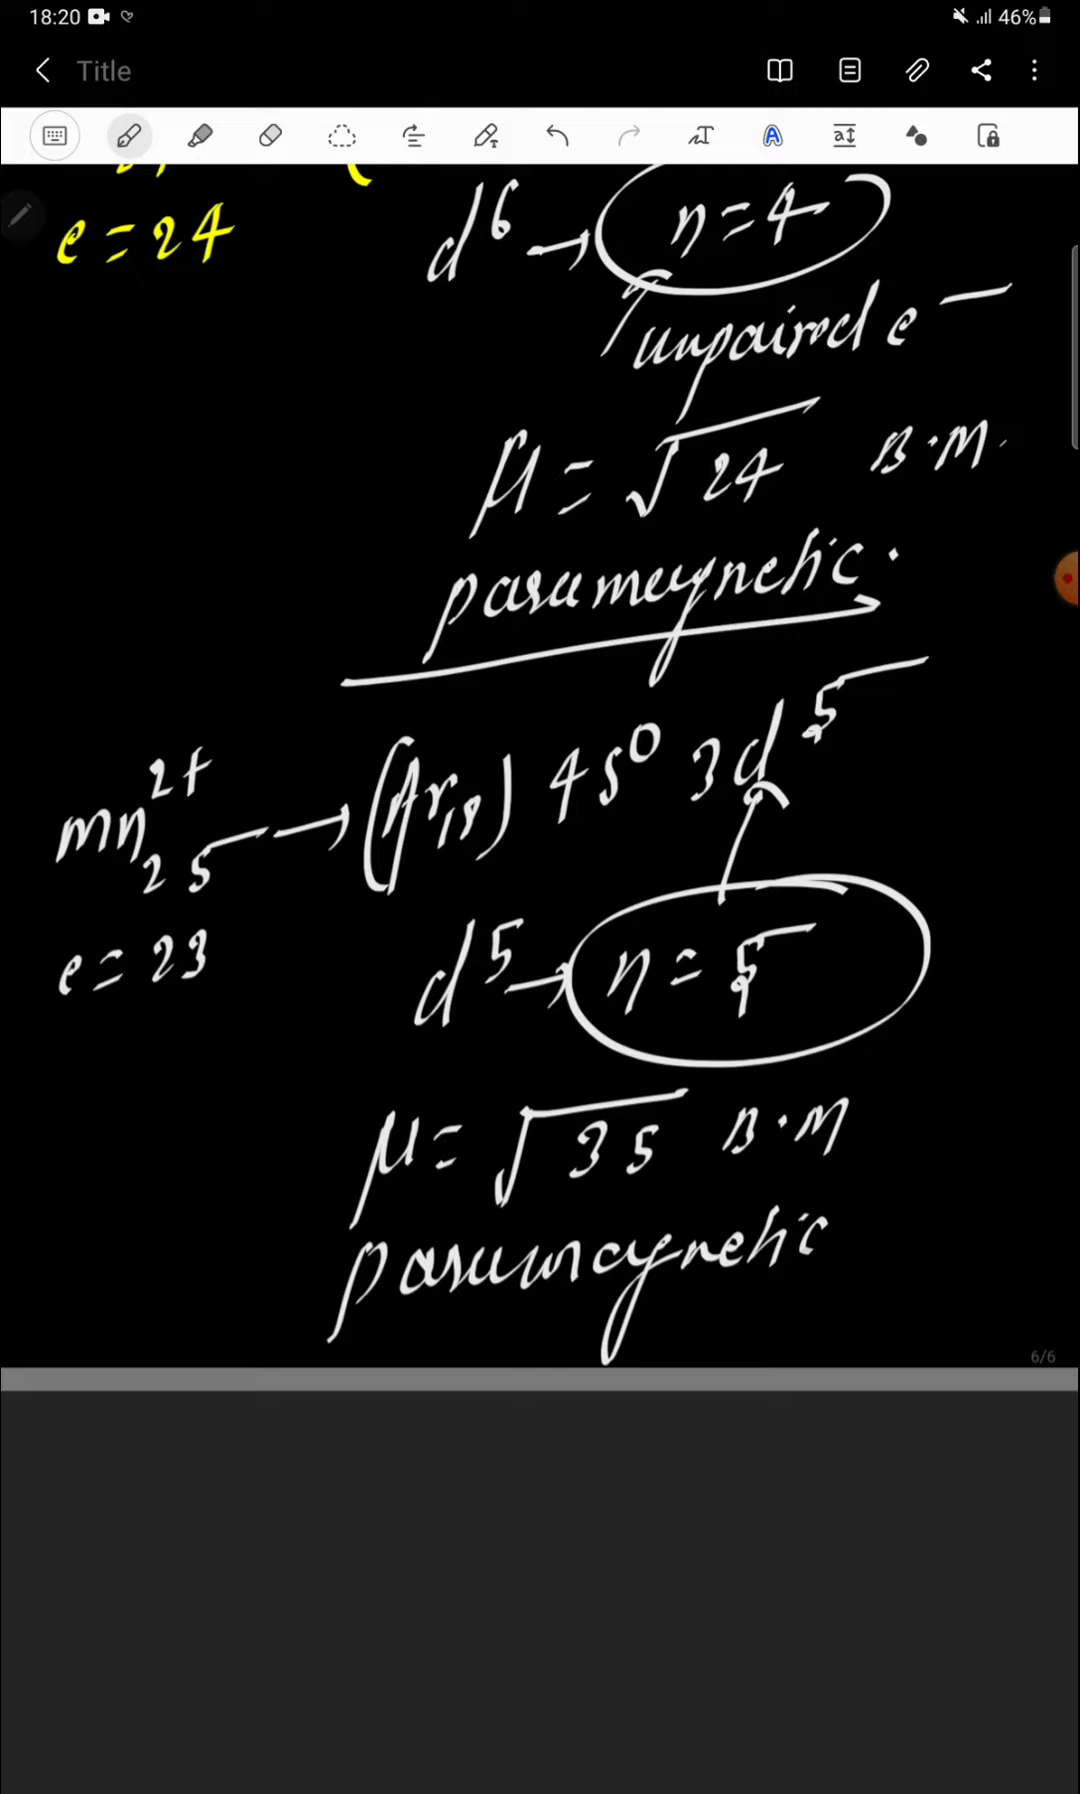 18:20 46%
Title
e = 24 d⁶ → n = 4
unpaired e⁻
μ = √24 B.M.
paramagnetic.
mn²⁺₂₅ → (Ar₁₈) 4s⁰ 3d⁵
e = 23 d⁵ → n = 5
μ = √35 B.M
paramagnetic
6/6